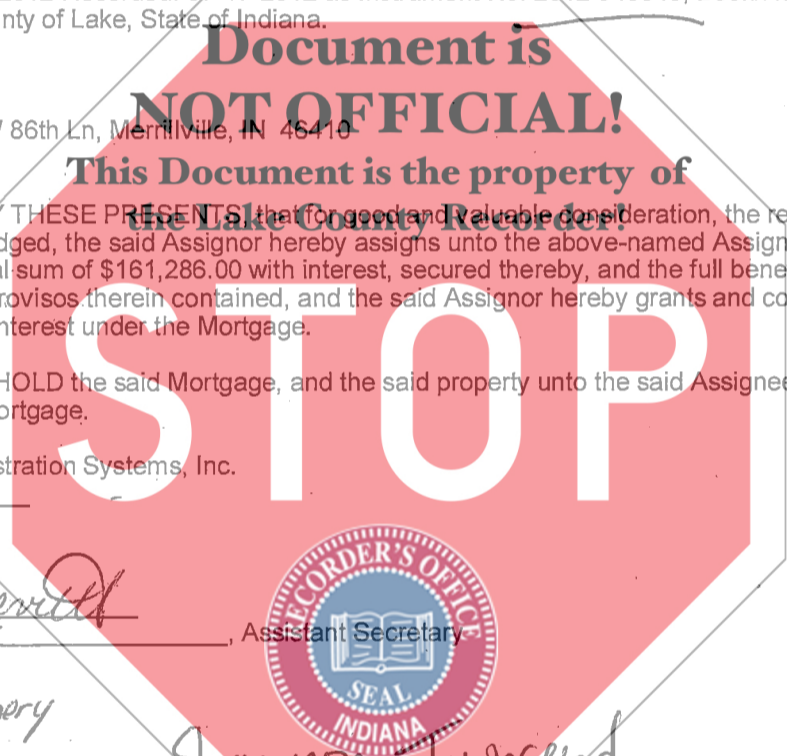 nty of Lake, State of Indiana.
Document is
NOT OFFICIAL!
86th Ln, Merrillville, IN 46410
This Document is the property of
the Lake County Recorder!
THESE PRESENTS, that for good and valuable consideration, the re
dged, the said Assignor hereby assigns unto the above-named Assign
l sum of $161,286.00 with interest, secured thereby, and the full bene
rovisos therein contained, and the said Assignor hereby grants and co
nterest under the Mortgage.
STOP
HOLD the said Mortgage, and the said property unto the said Assignee
ortgage.
stration Systems, Inc.
RECORDER'S OFFICE
, Assistant Secretary
SEAL
INDIANA